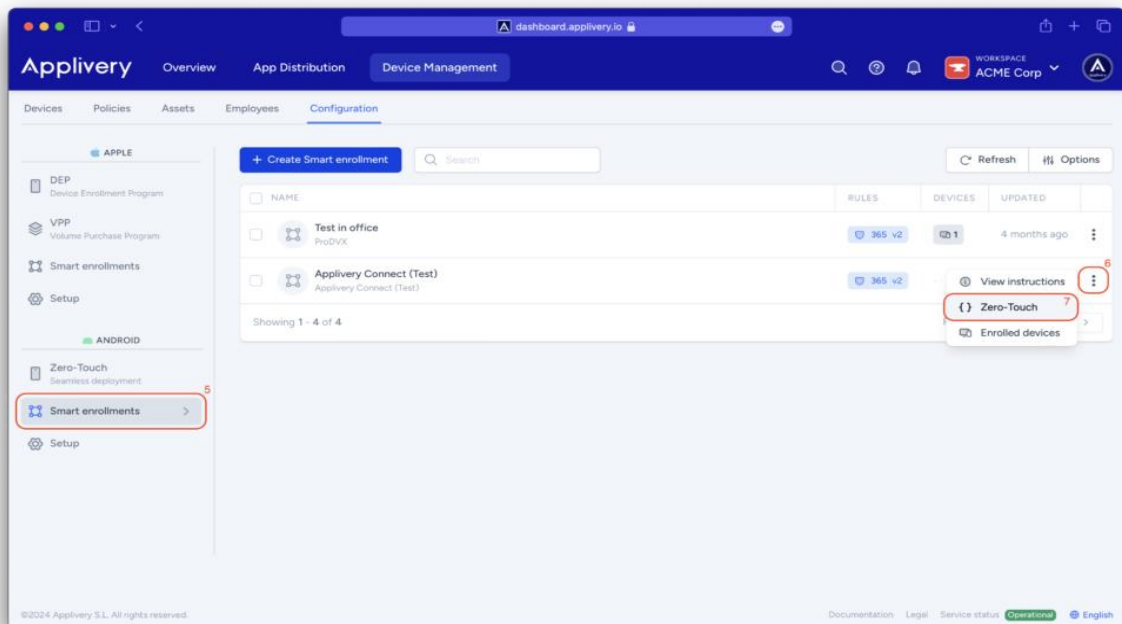 dashboard.applivery.io
Applivery
Overview
App Distribution
Device Management
WORKSPACE
ACME Corp
Devices
Policies
Assets
Employees
Configuration
APPLE
DEP
Device Enrollment Program
VPP
Volume Purchase Program
Smart enrollments
Setup
ANDROID
Zero-Touch
Seamless deployment
5
Smart enrollments
Setup
+ Create Smart enrollment
Search
Refresh
Options
NAME
RULES
DEVICES
UPDATED
Test in office
ProDVX
365 v2
1
4 months ago
Applivery Connect (Test)
Applivery Connect (Test)
365 v2
6
View instructions
{ } Zero-Touch
7
Enrolled devices
Showing 1 - 4 of 4
©2024 Applivery S.L. All rights reserved.
Documentation
Legal
Service status
Operational
English